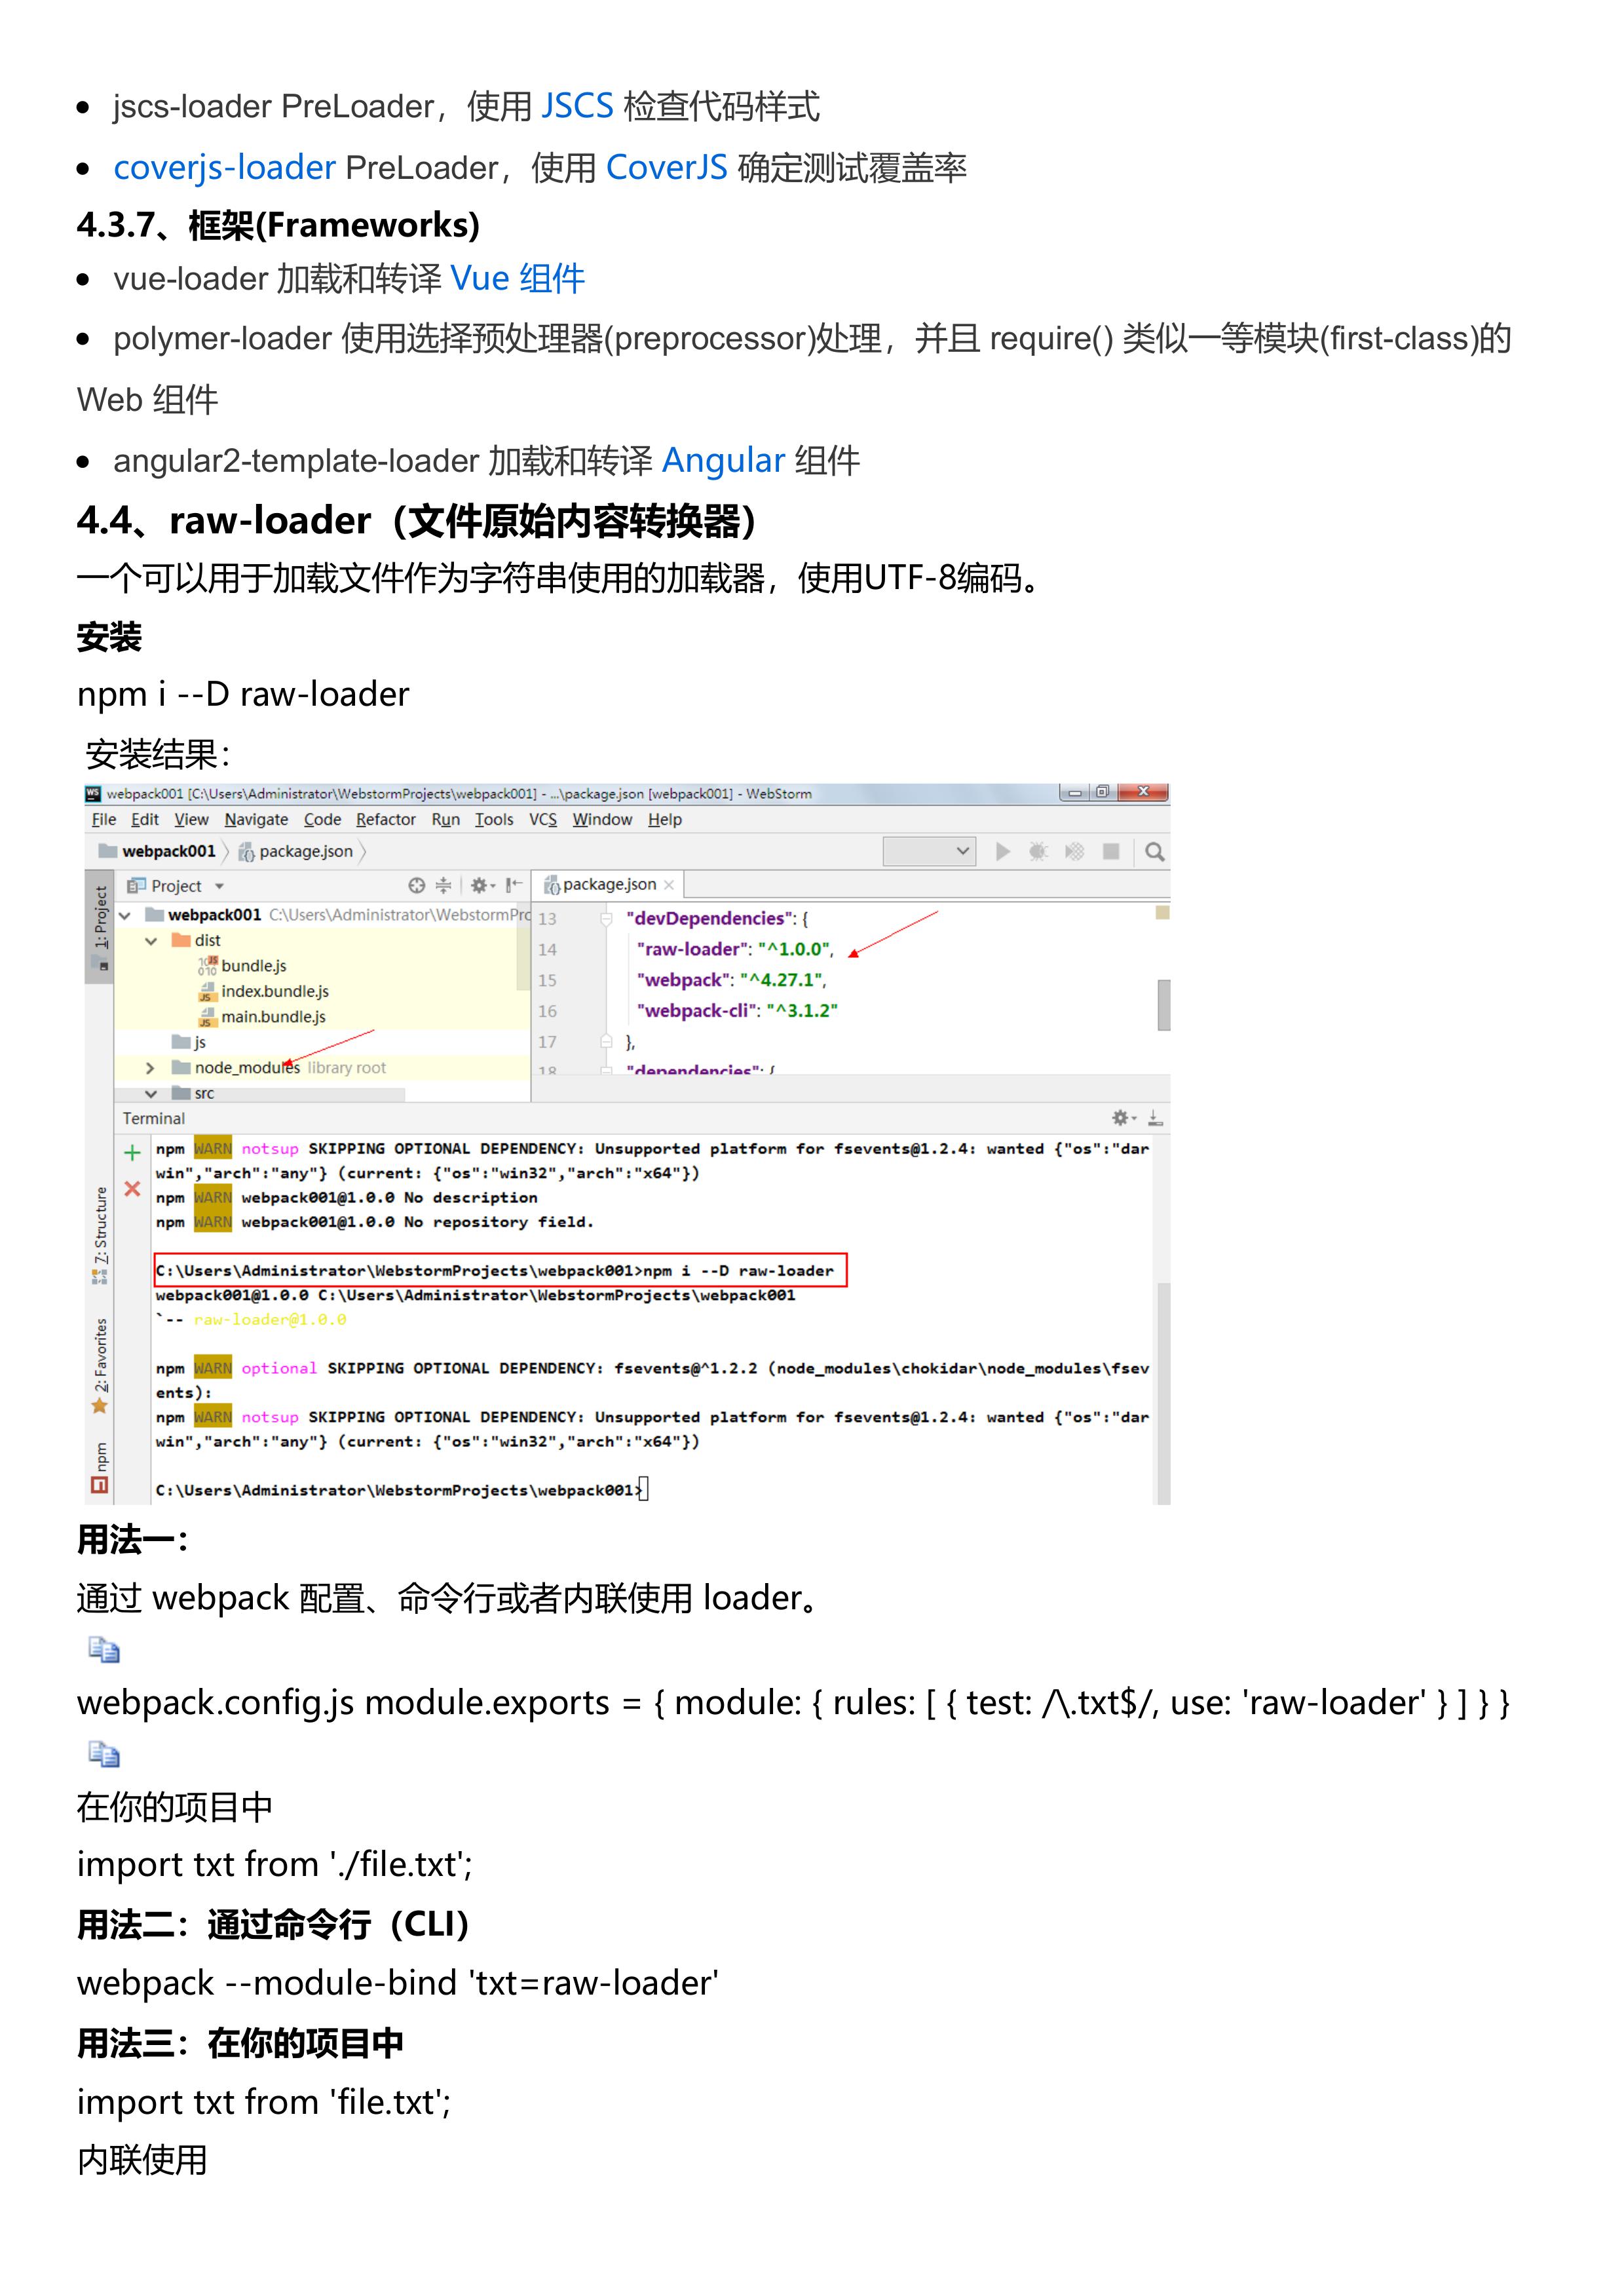 jscs-loader PreLoader，使用 JSCS 检查代码样式
coverjs-loader PreLoader，使用 CoverJS 确定测试覆盖率
4.3.7、框架(Frameworks)
vue-loader 加载和转译 Vue 组件
polymer-loader 使用选择预处理器(preprocessor)处理，并且 require() 类似一等模块(first-class)的
Web 组件
angular2-template-loader 加载和转译 Angular 组件
4.4、raw-loader（文件原始内容转换器）
一个可以用于加载文件作为字符串使用的加载器，使用UTF-8编码。
安装
npm i --D raw-loader
安装结果：
webpack001 [C:\Users\Administrator\WebstormProjects\webpack001] - ...\package.json [webpack001] - WebStorm
File Edit View Navigate Code Refactor Run Tools VCS Window Help
webpack001 package.json
1: Project
Project
webpack001 C:\Users\Administrator\WebstormPrc
dist
bundle.js
index.bundle.js
main.bundle.js
js
node_modules library root
src
package.json
13 "devDependencies": {
14 "raw-loader": "^1.0.0",
15 "webpack": "^4.27.1",
16 "webpack-cli": "^3.1.2"
17 },
18 "dependencies": {
Terminal
7: Structure
2: Favorites
npm
npm WARN notsup SKIPPING OPTIONAL DEPENDENCY: Unsupported platform for fsevents@1.2.4: wanted {"os":"dar
win","arch":"any"} (current: {"os":"win32","arch":"x64"})
npm WARN webpack001@1.0.0 No description
npm WARN webpack001@1.0.0 No repository field.
C:\Users\Administrator\WebstormProjects\webpack001>npm i --D raw-loader
webpack001@1.0.0 C:\Users\Administrator\WebstormProjects\webpack001
`-- raw-loader@1.0.0
npm WARN optional SKIPPING OPTIONAL DEPENDENCY: fsevents@^1.2.2 (node_modules\chokidar\node_modules\fsev
ents):
npm WARN notsup SKIPPING OPTIONAL DEPENDENCY: Unsupported platform for fsevents@1.2.4: wanted {"os":"dar
win","arch":"any"} (current: {"os":"win32","arch":"x64"})
C:\Users\Administrator\WebstormProjects\webpack001>
用法一：
通过 webpack 配置、命令行或者内联使用 loader。
webpack.config.js module.exports = { module: { rules: [ { test: /\.txt$/, use: 'raw-loader' } ] } }
在你的项目中
import txt from './file.txt';
用法二：通过命令行（CLI）
webpack --module-bind 'txt=raw-loader'
用法三：在你的项目中
import txt from 'file.txt';
内联使用